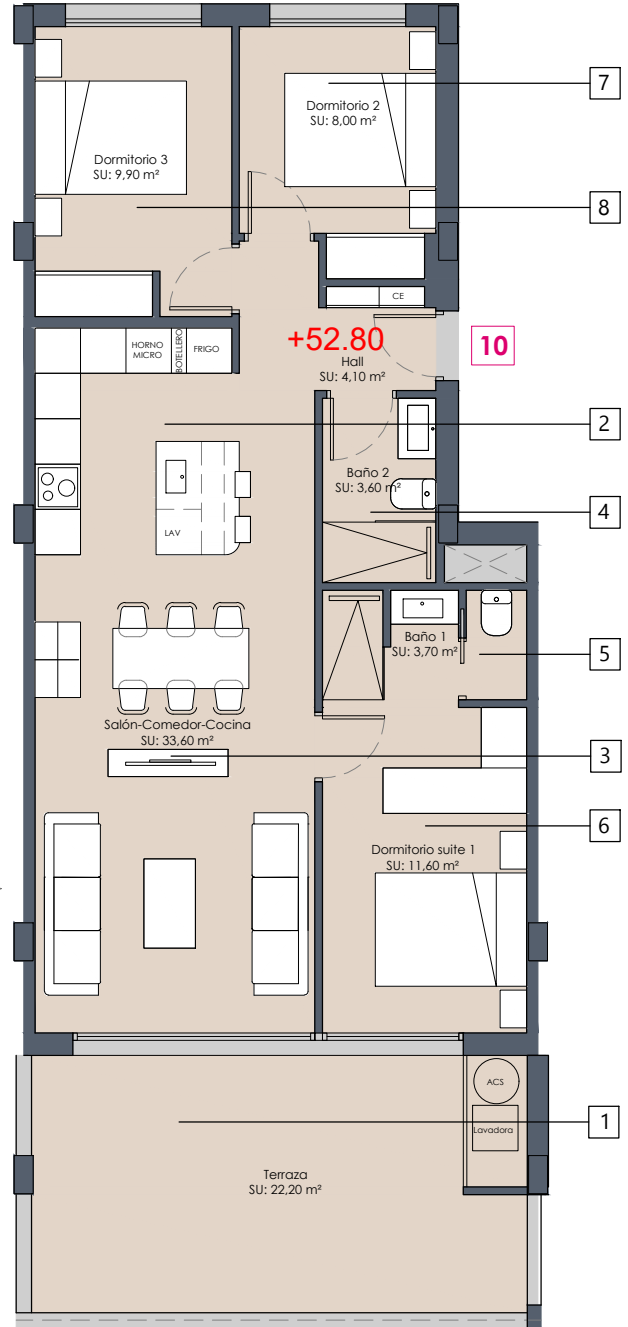 7
Dormitorio 2
SU: 8,00 m²
Dormitorio 3
SU: 9,90 m²
8
CE
+52.80
10
Hall
SU: 4,10 m²
HORNO
MICRO
BOTELLERO
FRIGO
2
Baño 2
SU: 3,60 m²
4
LAV
Baño 1
SU: 3,70 m²
5
Salón-Comedor-Cocina
SU: 33,60 m²
3
6
Dormitorio suite 1
SU: 11,60 m²
ACS
Lavadora
1
Terraza
SU: 22,20 m²